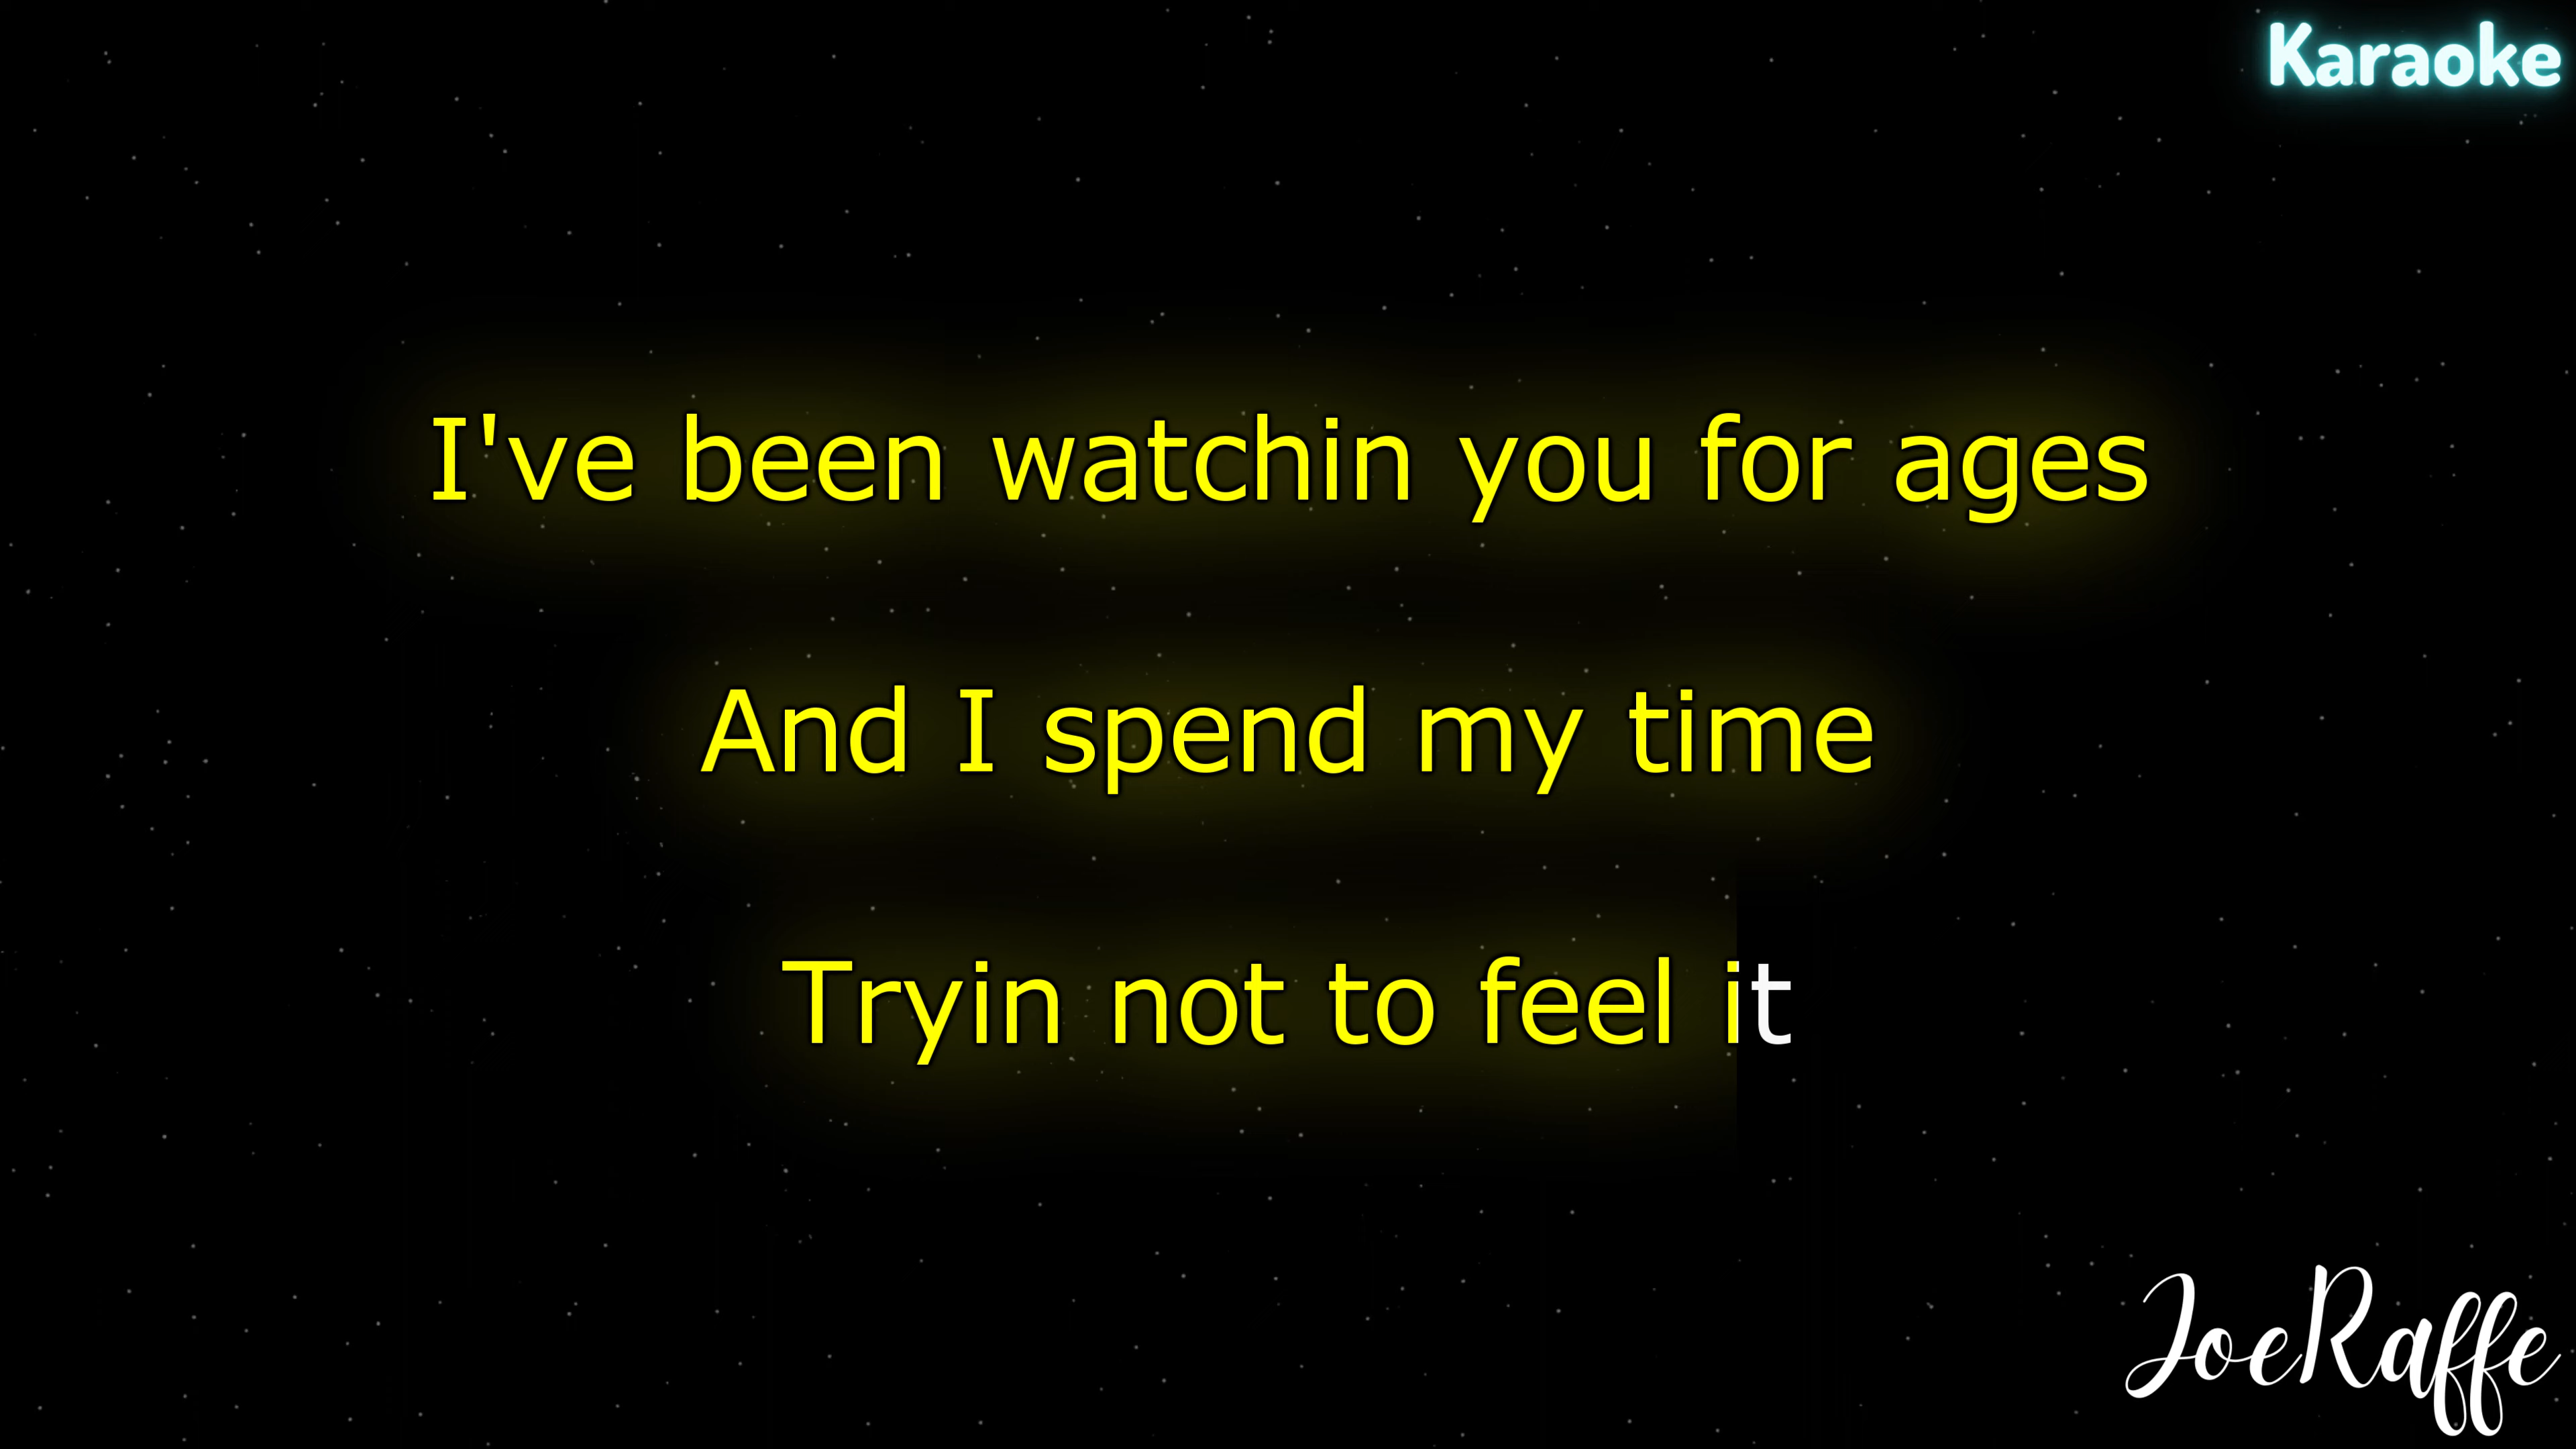 Karaoke
I've been watchin you for ages
And I spend my time
Tryin not to feel it
JoeRaffe